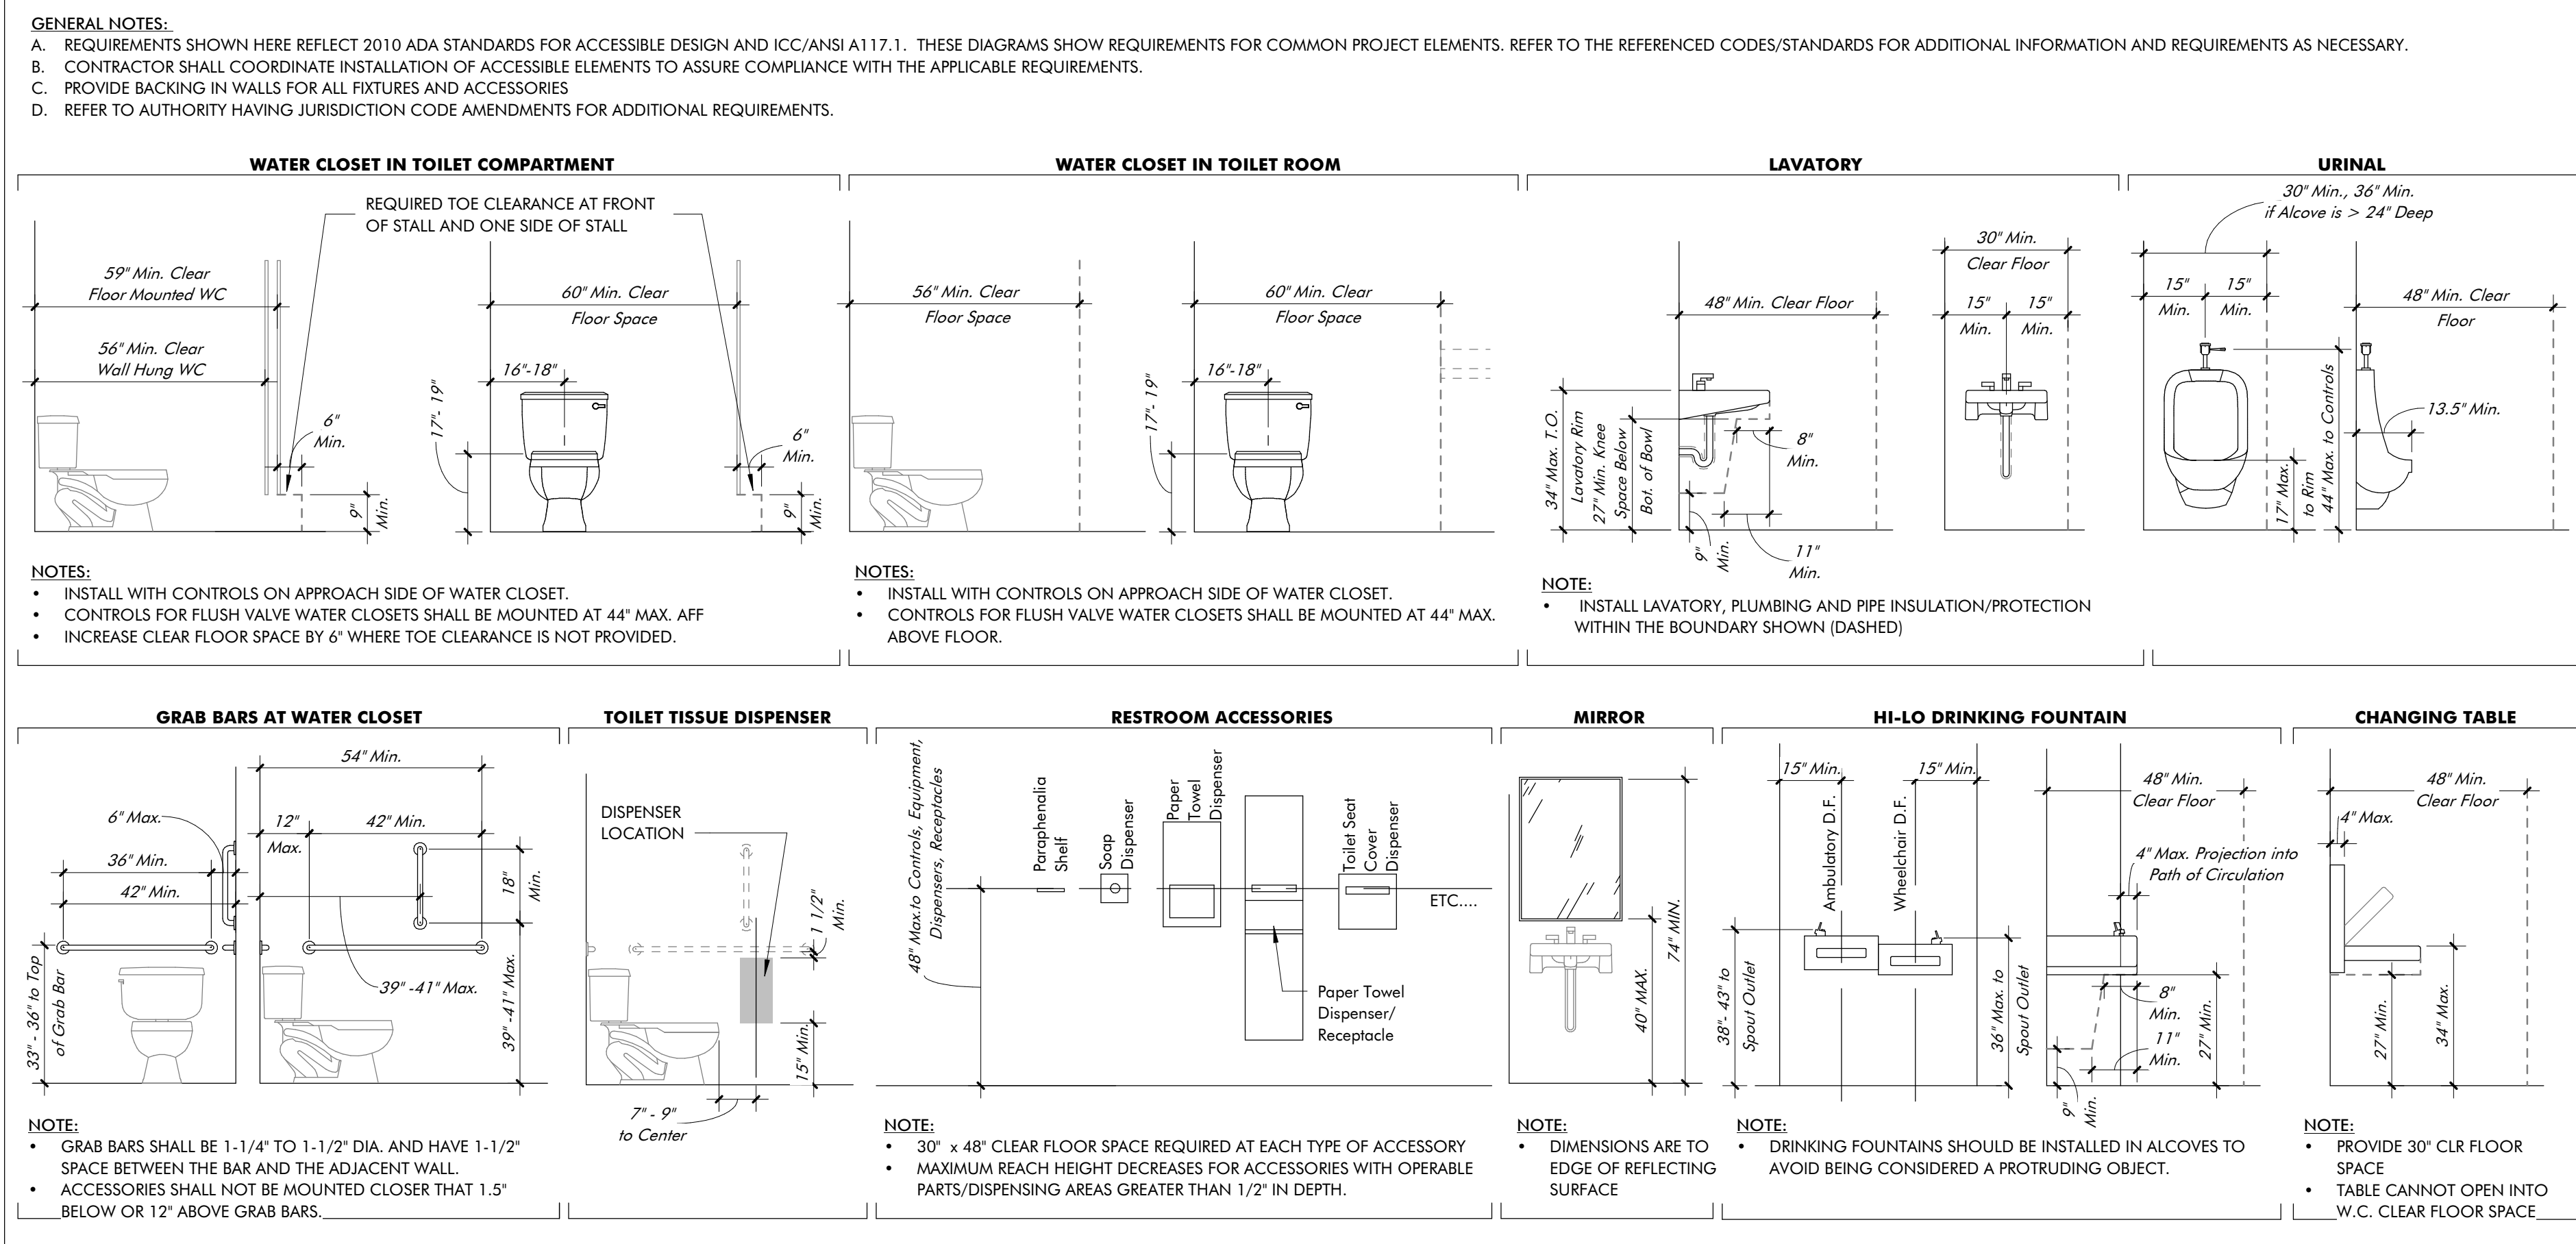 GENERAL NOTES:
A. REQUIREMENTS SHOWN HERE REFLECT 2010 ADA STANDARDS FOR ACCESSIBLE DESIGN AND ICC/ANSI A117.1. THESE DIAGRAMS SHOW REQUIREMENTS FOR COMMON PROJECT ELEMENTS. REFER TO THE REFERENCED CODES/STANDARDS FOR ADDITIONAL INFORMATION AND REQUIREMENTS AS NECESSARY.
B. CONTRACTOR SHALL COORDINATE INSTALLATION OF ACCESSIBLE ELEMENTS TO ASSURE COMPLIANCE WITH THE APPLICABLE REQUIREMENTS.
C. PROVIDE BACKING IN WALLS FOR ALL FIXTURES AND ACCESSORIES
D. REFER TO AUTHORITY HAVING JURISDICTION CODE AMENDMENTS FOR ADDITIONAL REQUIREMENTS.
WATER CLOSET IN TOILET COMPARTMENT
REQUIRED TOE CLEARANCE AT FRONT
OF STALL AND ONE SIDE OF STALL
59" Min. Clear
Floor Mounted WC
56" Min. Clear
Wall Hung WC
6"
Min.
9"
Min.
60" Min. Clear
Floor Space
16"-18"
17"- 19"
6"
Min.
9"
Min.
NOTES:
• INSTALL WITH CONTROLS ON APPROACH SIDE OF WATER CLOSET.
• CONTROLS FOR FLUSH VALVE WATER CLOSETS SHALL BE MOUNTED AT 44" MAX. AFF
• INCREASE CLEAR FLOOR SPACE BY 6" WHERE TOE CLEARANCE IS NOT PROVIDED.
WATER CLOSET IN TOILET ROOM
56" Min. Clear
Floor Space
60" Min. Clear
Floor Space
16"-18"
17"- 19"
NOTES:
• INSTALL WITH CONTROLS ON APPROACH SIDE OF WATER CLOSET.
• CONTROLS FOR FLUSH VALVE WATER CLOSETS SHALL BE MOUNTED AT 44" MAX.
ABOVE FLOOR.
LAVATORY
48" Min. Clear Floor
30" Min.
Clear Floor
15"
Min.
15"
Min.
34" Max. T.O.
Lavatory Rim
27" Min. Knee
Space Below
Bot. of Bowl
8"
Min.
9"
Min.
11"
Min.
NOTE:
• INSTALL LAVATORY, PLUMBING AND PIPE INSULATION/PROTECTION
WITHIN THE BOUNDARY SHOWN (DASHED)
URINAL
30" Min., 36" Min.
if Alcove is > 24" Deep
15"
Min.
15"
Min.
48" Min. Clear
Floor
13.5" Min.
17" Max.
to Rim
44" Max. to Controls
GRAB BARS AT WATER CLOSET
54" Min.
6" Max.
12"
Max.
42" Min.
36" Min.
42" Min.
18"
Min.
39" -41" Max.
39" -41" Max.
33" - 36" to Top
of Grab Bar
NOTE:
• GRAB BARS SHALL BE 1-1/4" TO 1-1/2" DIA. AND HAVE 1-1/2"
SPACE BETWEEN THE BAR AND THE ADJACENT WALL.
• ACCESSORIES SHALL NOT BE MOUNTED CLOSER THAT 1.5"
BELOW OR 12" ABOVE GRAB BARS.
TOILET TISSUE DISPENSER
DISPENSER
LOCATION
1 1/2"
Min.
15" Min.
7" - 9"
to Center
RESTROOM ACCESSORIES
48" Max.to Controls, Equipment,
Dispensers, Receptacles
Paraphenalia
Shelf
Soap
Dispenser
Paper
Towel
Dispenser
Toilet Seat
Cover
Dispenser
ETC....
Paper Towel
Dispenser/
Receptacle
NOTE:
• 30" x 48" CLEAR FLOOR SPACE REQUIRED AT EACH TYPE OF ACCESSORY
• MAXIMUM REACH HEIGHT DECREASES FOR ACCESSORIES WITH OPERABLE
PARTS/DISPENSING AREAS GREATER THAN 1/2" IN DEPTH.
MIRROR
40" MAX.
74" MIN.
NOTE:
• DIMENSIONS ARE TO
EDGE OF REFLECTING
SURFACE
HI-LO DRINKING FOUNTAIN
15" Min.
15" Min.
Ambulatory D.F.
Wheelchair D.F.
48" Min.
Clear Floor
4" Max. Projection into
Path of Circulation
38"- 43" to
Spout Outlet
36" Max. to
Spout Outlet
8"
Min.
11"
Min.
27" Min.
9"
Min.
NOTE:
• DRINKING FOUNTAINS SHOULD BE INSTALLED IN ALCOVES TO
AVOID BEING CONSIDERED A PROTRUDING OBJECT.
CHANGING TABLE
48" Min.
Clear Floor
4" Max.
27" Min.
34" Max.
NOTE:
• PROVIDE 30" CLR FLOOR
SPACE
• TABLE CANNOT OPEN INTO
W.C. CLEAR FLOOR SPACE